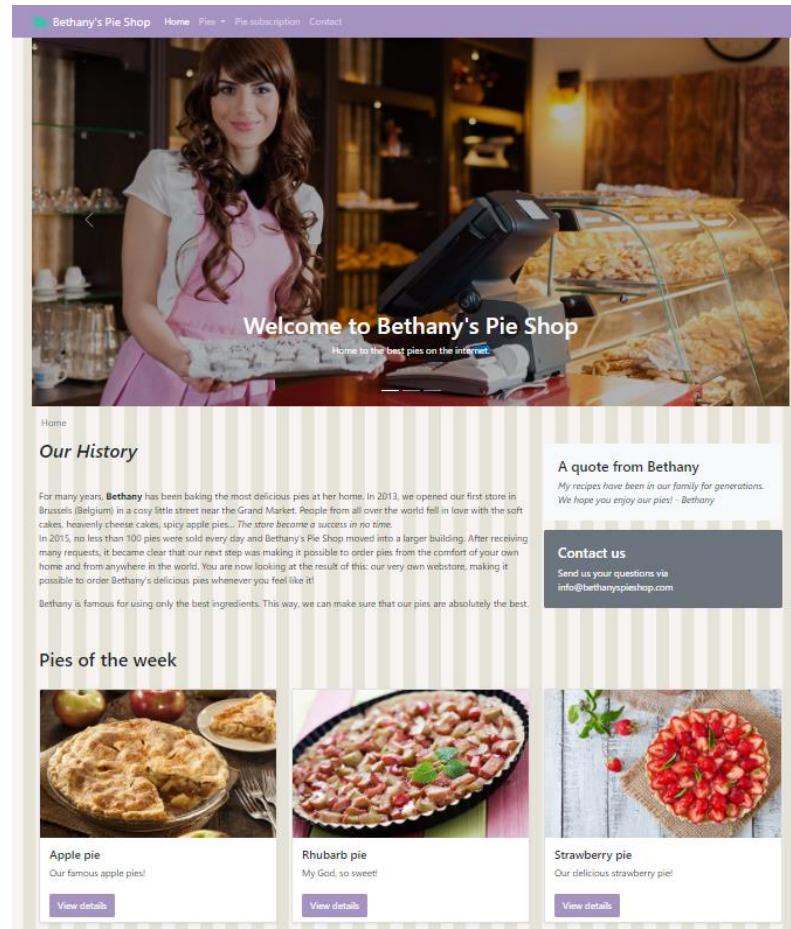 Bethany's Pie Shop Home Pies Pie subscription Contact
Welcome to Bethany's Pie Shop
Home to the best pies on the internet.
Home
Our History
For many years, Bethany has been baking the most delicious pies at her home. In 2013, we opened our first store in
Brussels (Belgium) in a cosy little street near the Grand Market. People from all over the world fell in love with the soft
cakes, heavenly cheese cakes, spicy apple pies... The store became a success in no time.
In 2015, no less than 100 pies were sold every day and Bethany's Pie Shop moved into a larger building. After receiving
many requests, it became clear that our next step was making it possible to order pies from the comfort of your own
home and from anywhere in the world. You are now looking at the result of this: our very own webstore, making it
possible to order Bethany's delicious pies whenever you feel like it!
Bethany is famous for using only the best ingredients. This way, we can make sure that our pies are absolutely the best.
A quote from Bethany
My recipes have been in our family for generations.
We hope you enjoy our pies! - Bethany
Contact us
Send us your questions via
info@bethanyspieshop.com
Pies of the week
Apple pie
Our famous apple pies!
View details
Rhubarb pie
My God, so sweet!
View details
Strawberry pie
Our delicious strawberry pie!
View details